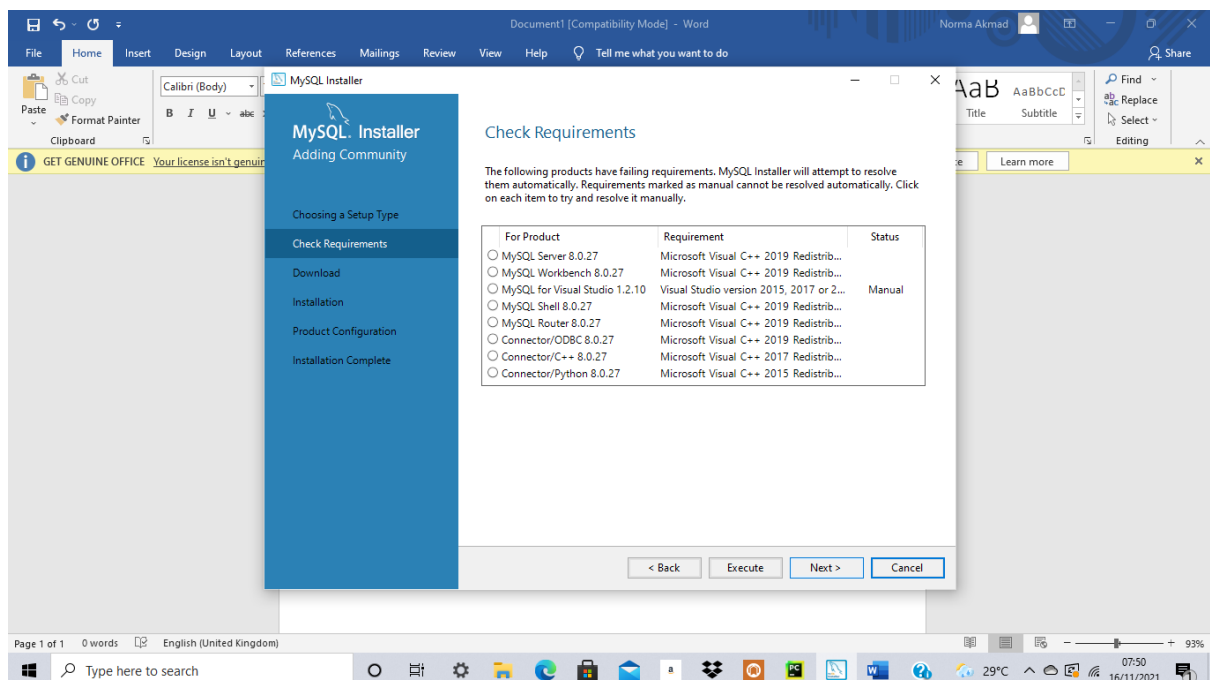 Document1 [Compatibility Mode] - Word
Norma Akmad
File Home Insert Design Layout References Mailings Review View Help Tell me what you want to do Share
Cut
Copy
Format Painter
Paste
Clipboard
Calibri (Body)
B I U abc
AaB AaBbCcD
Title Subtitle
Find
Replace
Select
Editing
GET GENUINE OFFICE Your license isn't genuin
Learn more
MySQL Installer
MySQL. Installer
Adding Community
Choosing a Setup Type
Check Requirements
Download
Installation
Product Configuration
Installation Complete
Check Requirements
The following products have failing requirements. MySQL Installer will attempt to resolve
them automatically. Requirements marked as manual cannot be resolved automatically. Click
on each item to try and resolve it manually.
For Product Requirement Status
MySQL Server 8.0.27 Microsoft Visual C++ 2019 Redistrib...
MySQL Workbench 8.0.27 Microsoft Visual C++ 2019 Redistrib...
MySQL for Visual Studio 1.2.10 Visual Studio version 2015, 2017 or 2... Manual
MySQL Shell 8.0.27 Microsoft Visual C++ 2019 Redistrib...
MySQL Router 8.0.27 Microsoft Visual C++ 2019 Redistrib...
Connector/ODBC 8.0.27 Microsoft Visual C++ 2019 Redistrib...
Connector/C++ 8.0.27 Microsoft Visual C++ 2017 Redistrib...
Connector/Python 8.0.27 Microsoft Visual C++ 2015 Redistrib...
< Back Execute Next > Cancel
Page 1 of 1 0 words English (United Kingdom) 93%
Type here to search
29°C
07:50
16/11/2021